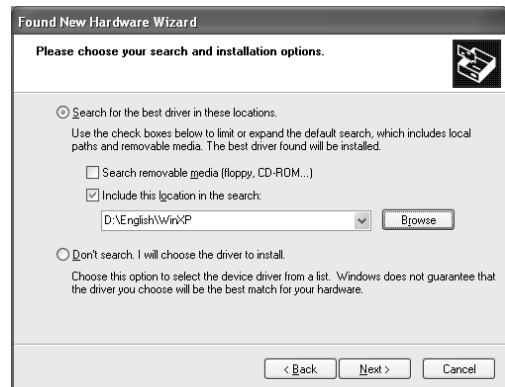 Found New Hardware Wizard
Please choose your search and installation options.
Search for the best driver in these locations.
Use the check boxes below to limit or expand the default search, which includes local
paths and removable media. The best driver found will be installed.
Search removable media (floppy, CD-ROM...)
Include this location in the search:
D:\English\WinXP
Browse
Don't search. I will choose the driver to install.
Choose this option to select the device driver from a list. Windows does not guarantee that
the driver you choose will be the best match for your hardware.
< Back
Next >
Cancel